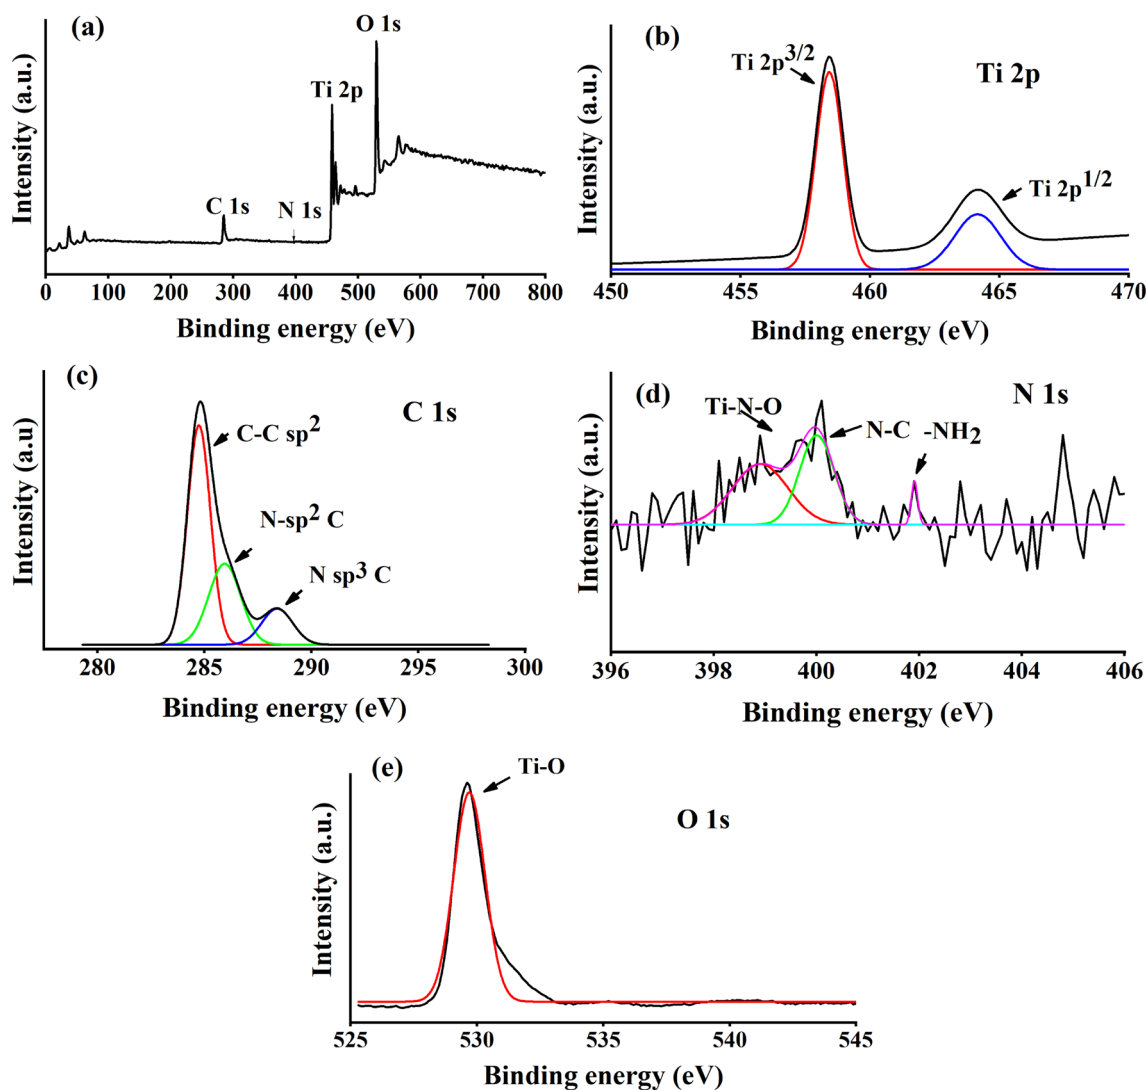 (a)
O 1s
Ti 2p
C 1s
N 1s
Intensity (a.u.)
0 100 200 300 400 500 600 700 800
Binding energy (eV)
(b)
Ti 2p3/2
Ti 2p
Ti 2p1/2
Intensity (a.u.)
450 455 460 465 470
Binding energy (eV)
(c)
C 1s
C-C sp2
N-sp2 C
N sp3 C
Intensity (a.u)
280 285 290 295 300
Binding energy (eV)
(d)
N 1s
Ti-N-O
N-C -NH2
Intensity (a.u.)
396 398 400 402 404 406
Binding energy (eV)
(e)
Ti-O
O 1s
Intensity (a.u.)
525 530 535 540 545
Binding energy (eV)